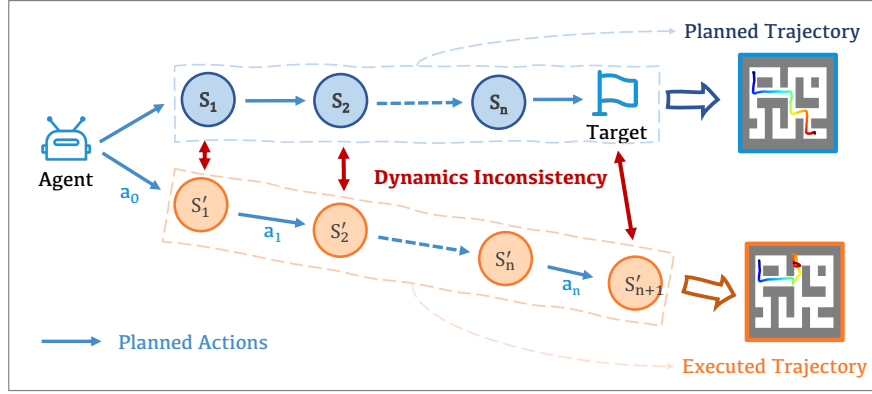 Planned Trajectory
S₁
S₂
Sₙ
Target
Agent
Dynamics Inconsistency
a₀
S′₁
a₁
S′₂
S′ₙ
aₙ
S′ₙ₊₁
Planned Actions
Executed Trajectory